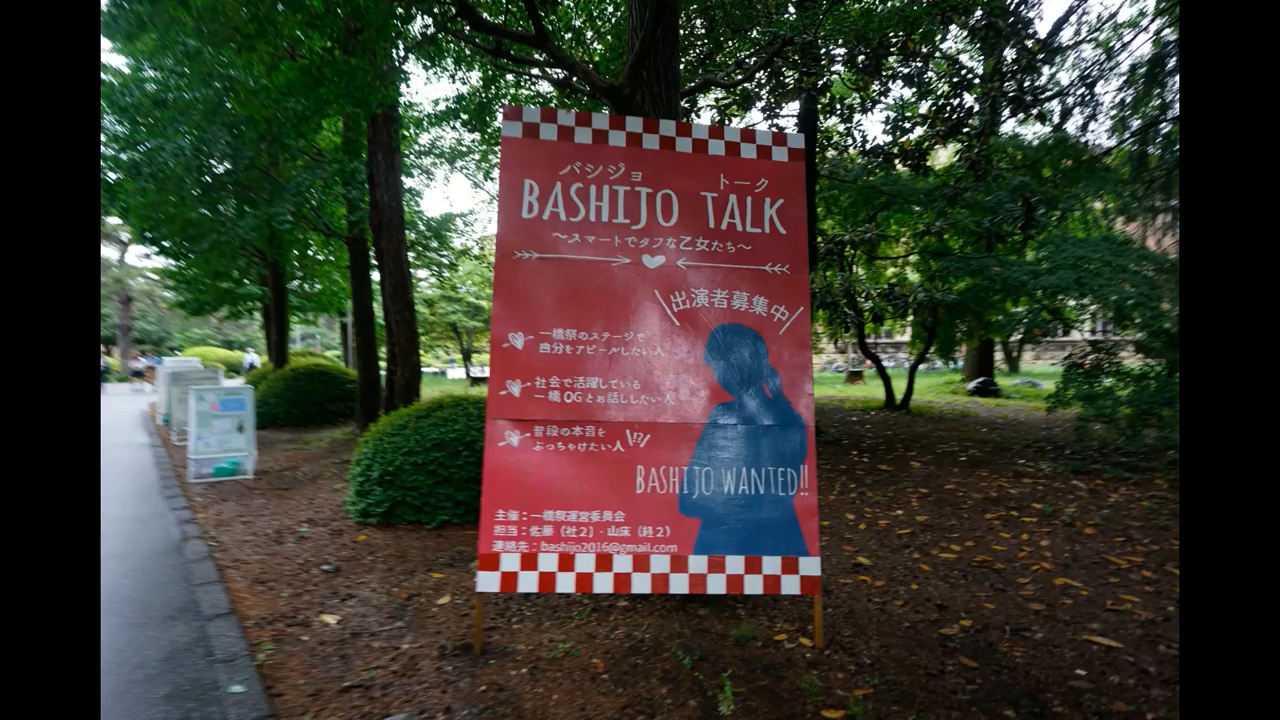 バシジョ トーク
BASHIJO TALK
〜スマートでタフな乙女たち〜
出演者募集中
一橋祭のステージで
自分をアピールしたい人
社会で活躍している
一橋OGとお話ししたい人
普段の本音を
ぶっちゃけたい人!?
BASHIJO WANTED!!
主催：一橋祭運営委員会
担当：佐藤（社2）・山床（経2）
連絡先：bashijo2016@gmail.com